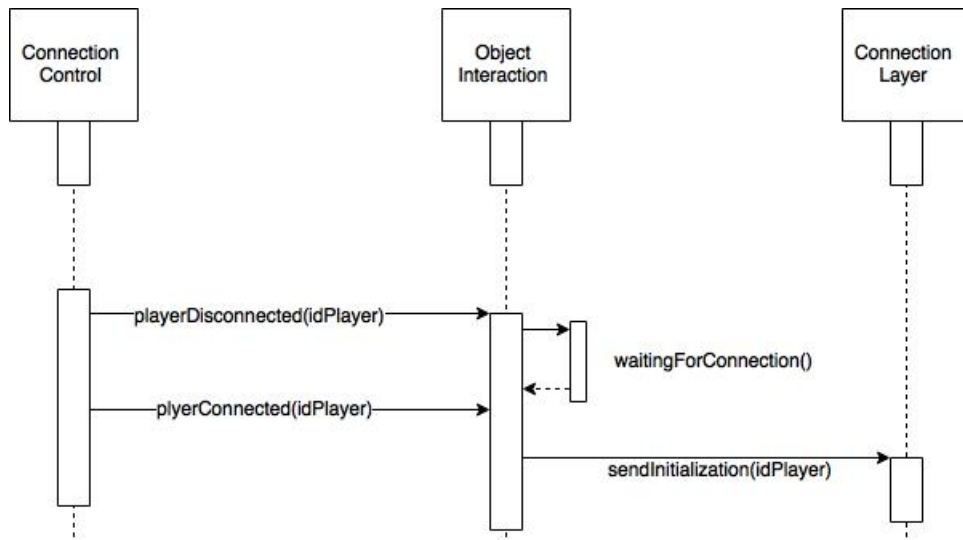 Connection
Control
Object
Interaction
Connection
Layer
playerDisconnected(idPlayer)
waitingForConnection()
plyerConnected(idPlayer)
sendInitialization(idPlayer)